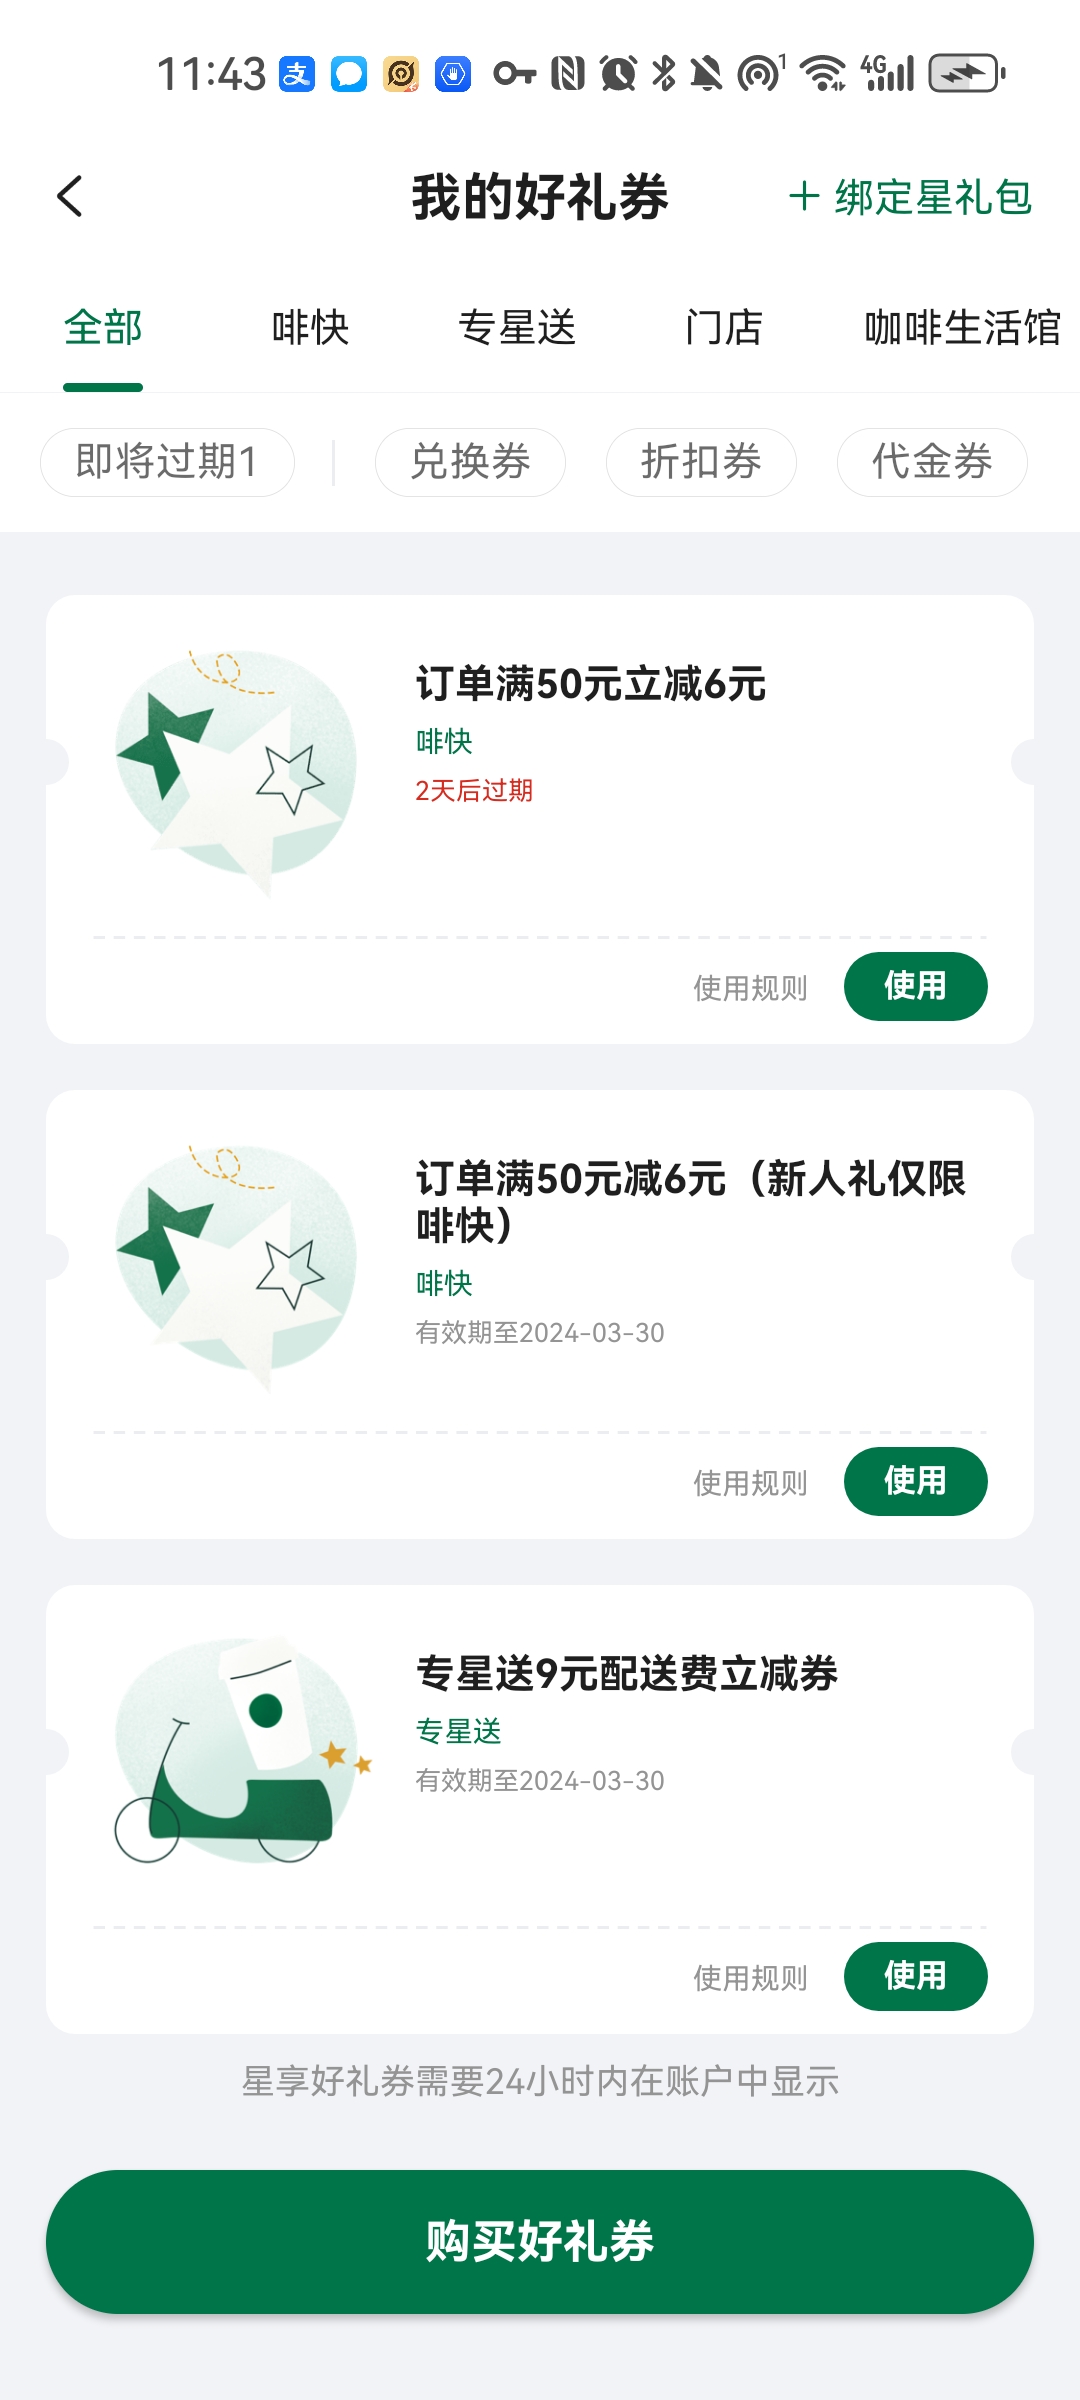 11:43
支
1
4G
我的好礼券
+ 绑定星礼包
全部
啡快
专星送
门店
咖啡生活馆
即将过期1
兑换券
折扣券
代金券
订单满50元立减6元
啡快
2天后过期
使用规则
使用
订单满50元减6元（新人礼仅限
啡快）
啡快
有效期至2024-03-30
使用规则
使用
专星送9元配送费立减券
专星送
有效期至2024-03-30
使用规则
使用
星享好礼券需要24小时内在账户中显示
购买好礼券